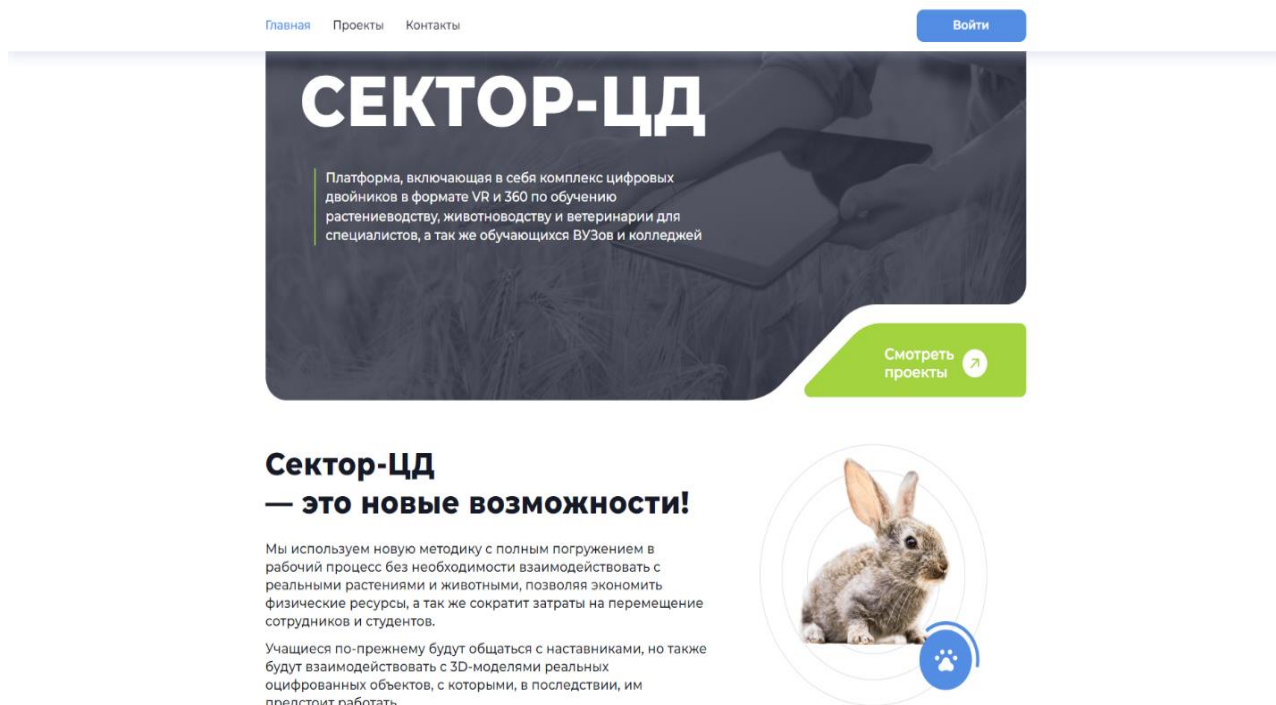 Главная Проекты Контакты Войти
СЕКТОР-ЦД
Платформа, включающая в себя комплекс цифровых
двойников в формате VR и 360 по обучению
растениеводству, животноводству и ветеринарии для
специалистов, а так же обучающихся ВУЗов и колледжей
Смотреть
проекты
Сектор-ЦД
— это новые возможности!
Мы используем новую методику с полным погружением в
рабочий процесс без необходимости взаимодействовать с
реальными растениями и животными, позволяя экономить
физические ресурсы, а так же сократит затраты на перемещение
сотрудников и студентов.
Учащиеся по-прежнему будут общаться с наставниками, но также
будут взаимодействовать с 3D-моделями реальных
оцифрованных объектов, с которыми, в последствии, им
предстоит работать.